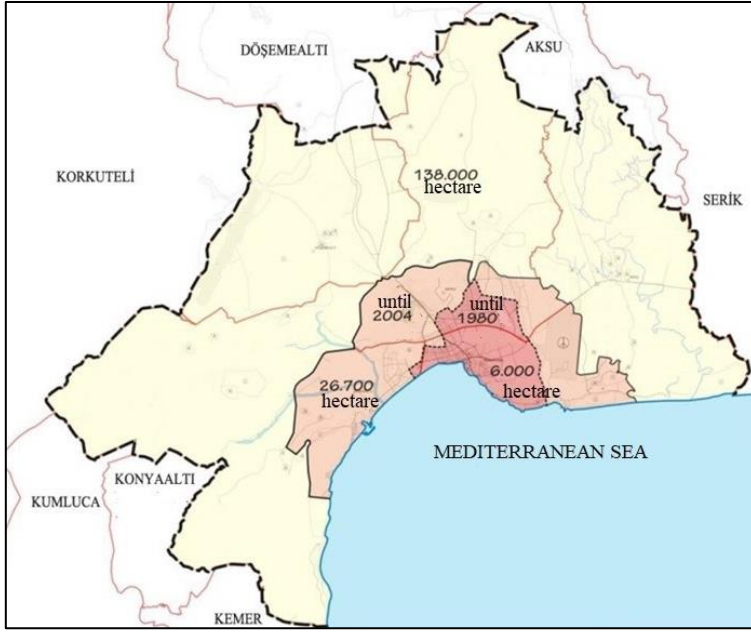 DÖŞEMEALTI
AKSU
KORKUTELİ
138.000
hectare
SERİK
until
2004
until
1980
26.700
hectare
6.000
hectare
MEDITERRANEAN SEA
KONYAALTI
KUMLUCA
KEMER